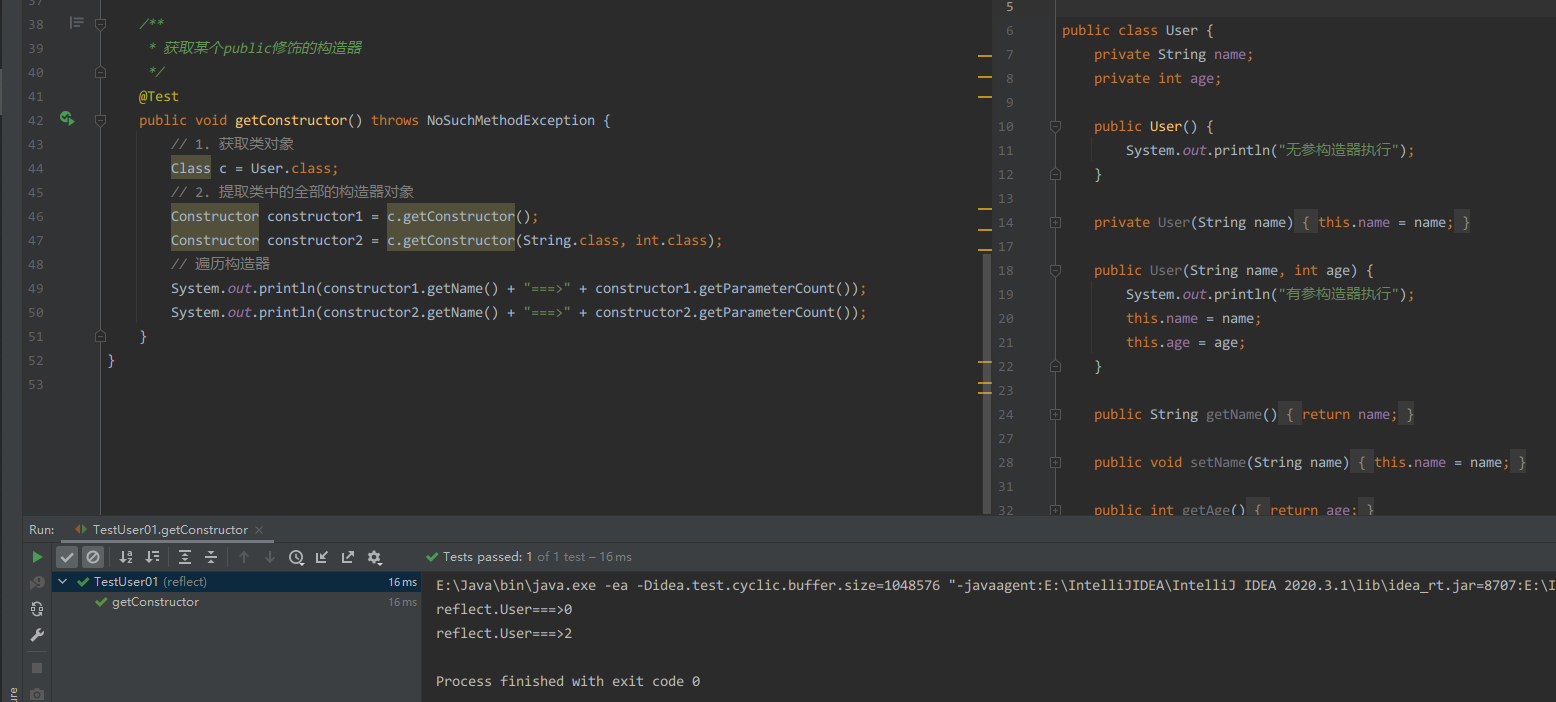 37
38 /**
39 * 获取某个public修饰的构造器
40 */
41 @Test
42 public void getConstructor() throws NoSuchMethodException {
43 // 1. 获取类对象
44 Class c = User.class;
45 // 2. 提取类中的全部的构造器对象
46 Constructor constructor1 = c.getConstructor();
47 Constructor constructor2 = c.getConstructor(String.class, int.class);
48 // 遍历构造器
49 System.out.println(constructor1.getName() + "===>" + constructor1.getParameterCount());
50 System.out.println(constructor2.getName() + "===>" + constructor2.getParameterCount());
51 }
52 }
53
5
6 public class User {
7 private String name;
8 private int age;
9
10 public User() {
11 System.out.println("无参构造器执行");
12 }
13
14 private User(String name) { this.name = name; }
17
18 public User(String name, int age) {
19 System.out.println("有参构造器执行");
20 this.name = name;
21 this.age = age;
22 }
23
24 public String getName() { return name; }
27
28 public void setName(String name) { this.name = name; }
31
32 public int getAge() { return age; }
Run: TestUser01.getConstructor
Tests passed: 1 of 1 test – 16 ms
TestUser01 (reflect) 16 ms
getConstructor 16 ms
E:\Java\bin\java.exe -ea -Didea.test.cyclic.buffer.size=1048576 "-javaagent:E:\IntelliJIDEA\IntelliJ IDEA 2020.3.1\lib\idea_rt.jar=8707:E:\I
reflect.User===>0
reflect.User===>2
Process finished with exit code 0
ure